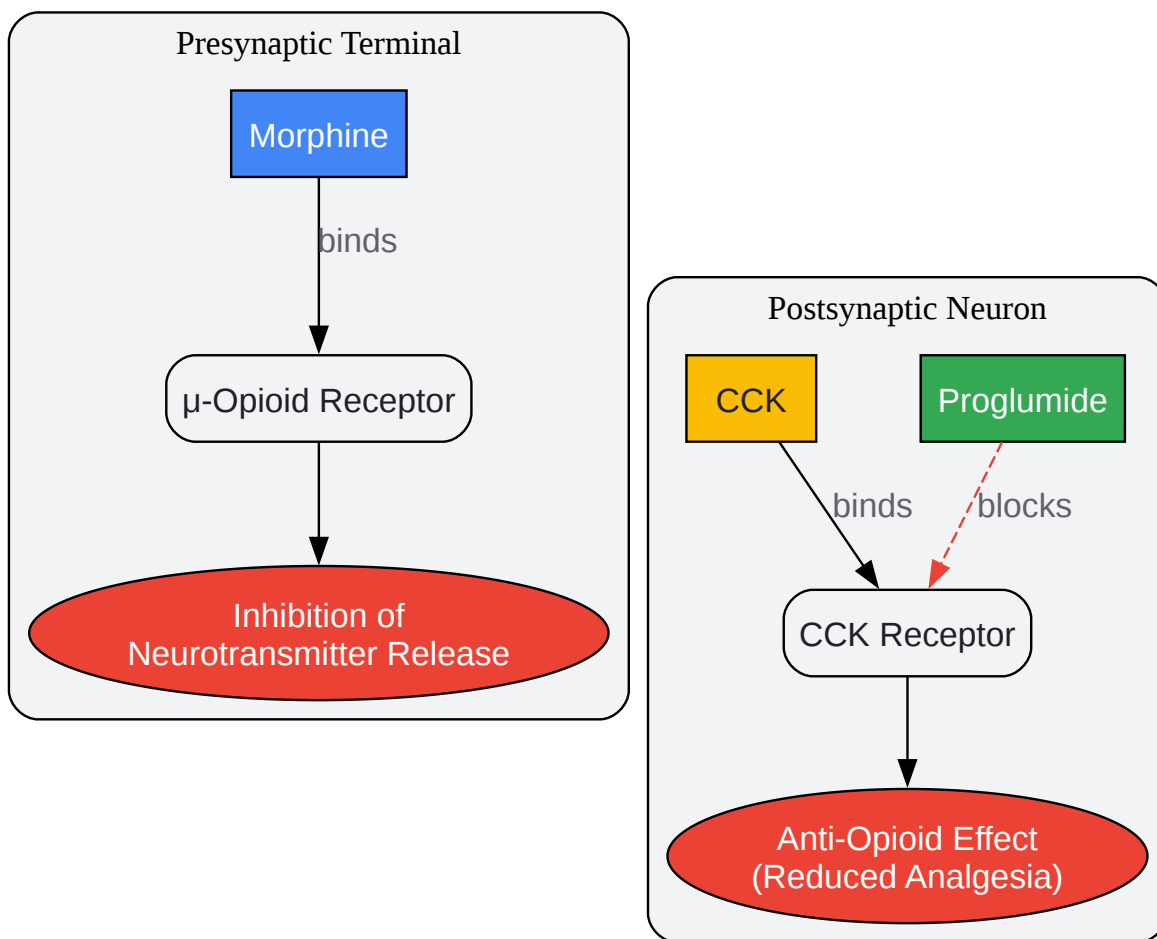 Presynaptic Terminal
Morphine
binds
μ-Opioid Receptor
Inhibition of
Neurotransmitter Release
Postsynaptic Neuron
CCK
Proglumide
binds
blocks
CCK Receptor
Anti-Opioid Effect
(Reduced Analgesia)